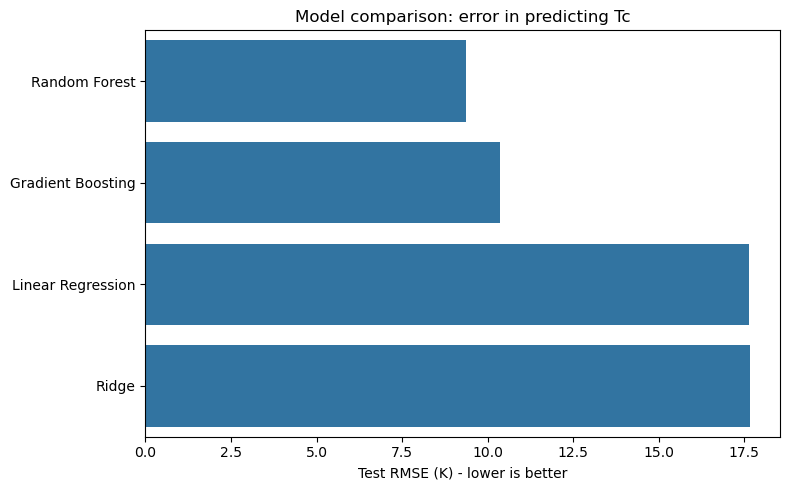 Model comparison: error in predicting Tc
Random Forest
Gradient Boosting
Linear Regression
Ridge
0.0 2.5 5.0 7.5 10.0 12.5 15.0 17.5
Test RMSE (K) - lower is better